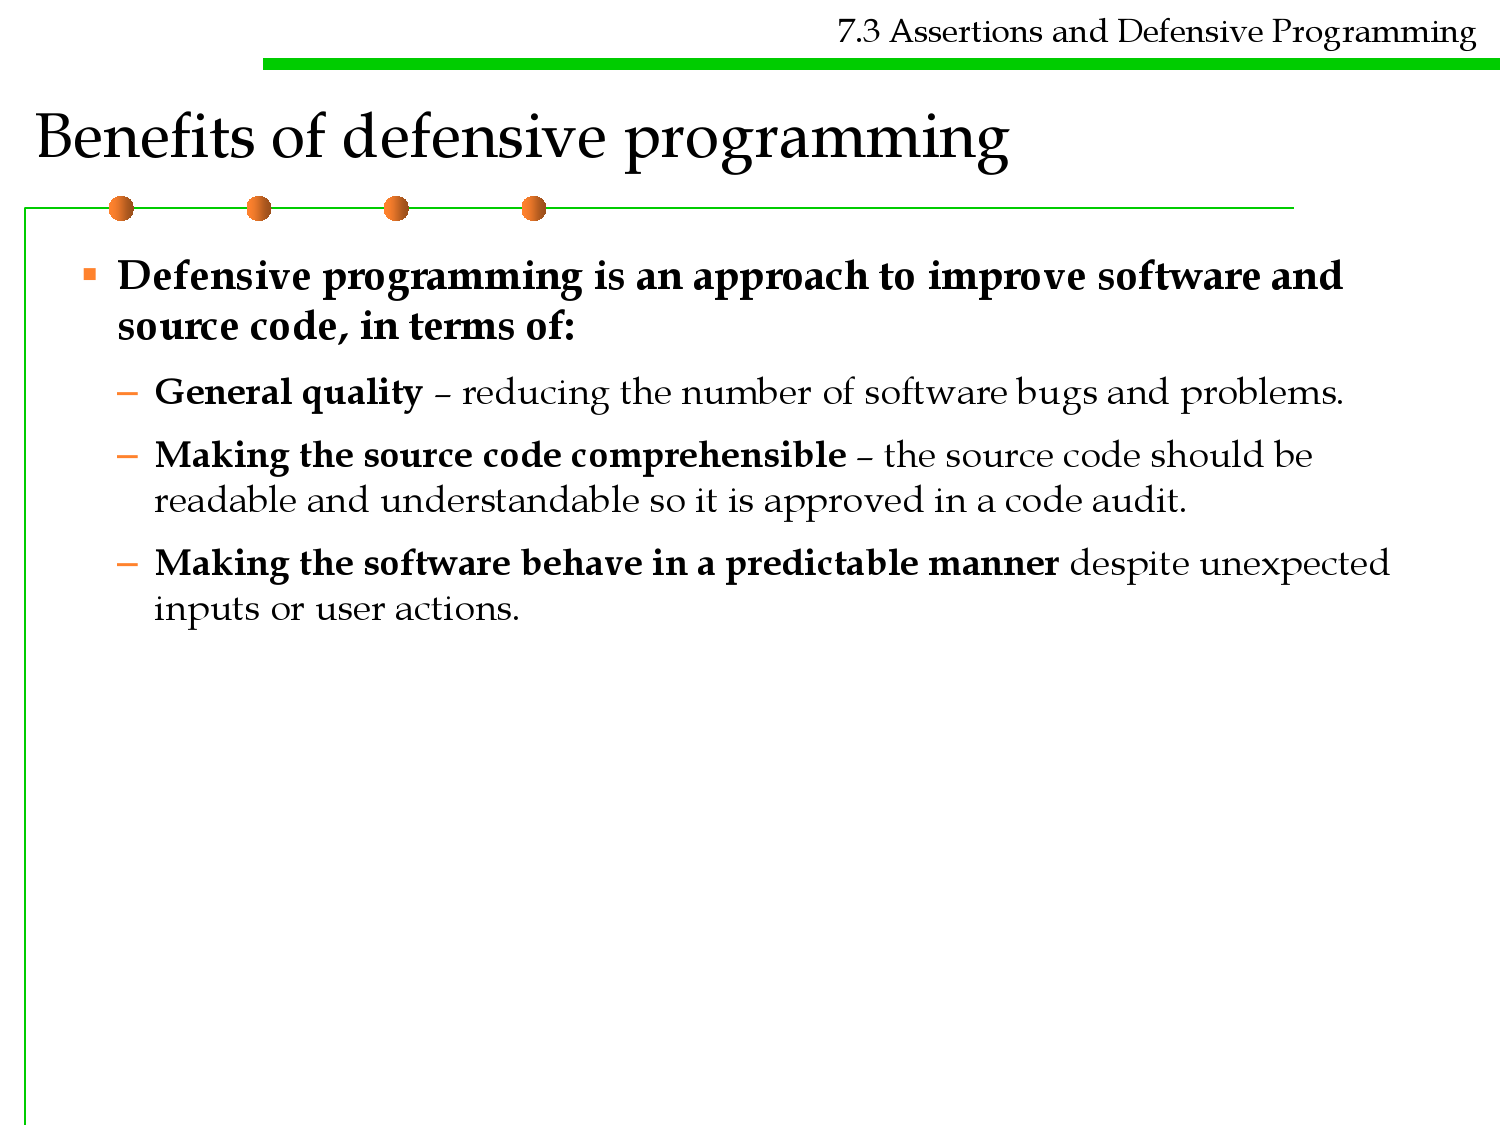 7.3 Assertions and Defensive Programming
Benefits of defensive programming
▪ Defensive programming is an approach to improve software and
source code, in terms of:
– General quality – reducing the number of software bugs and problems.
– Making the source code comprehensible – the source code should be
readable and understandable so it is approved in a code audit.
– Making the software behave in a predictable manner despite unexpected
inputs or user actions.